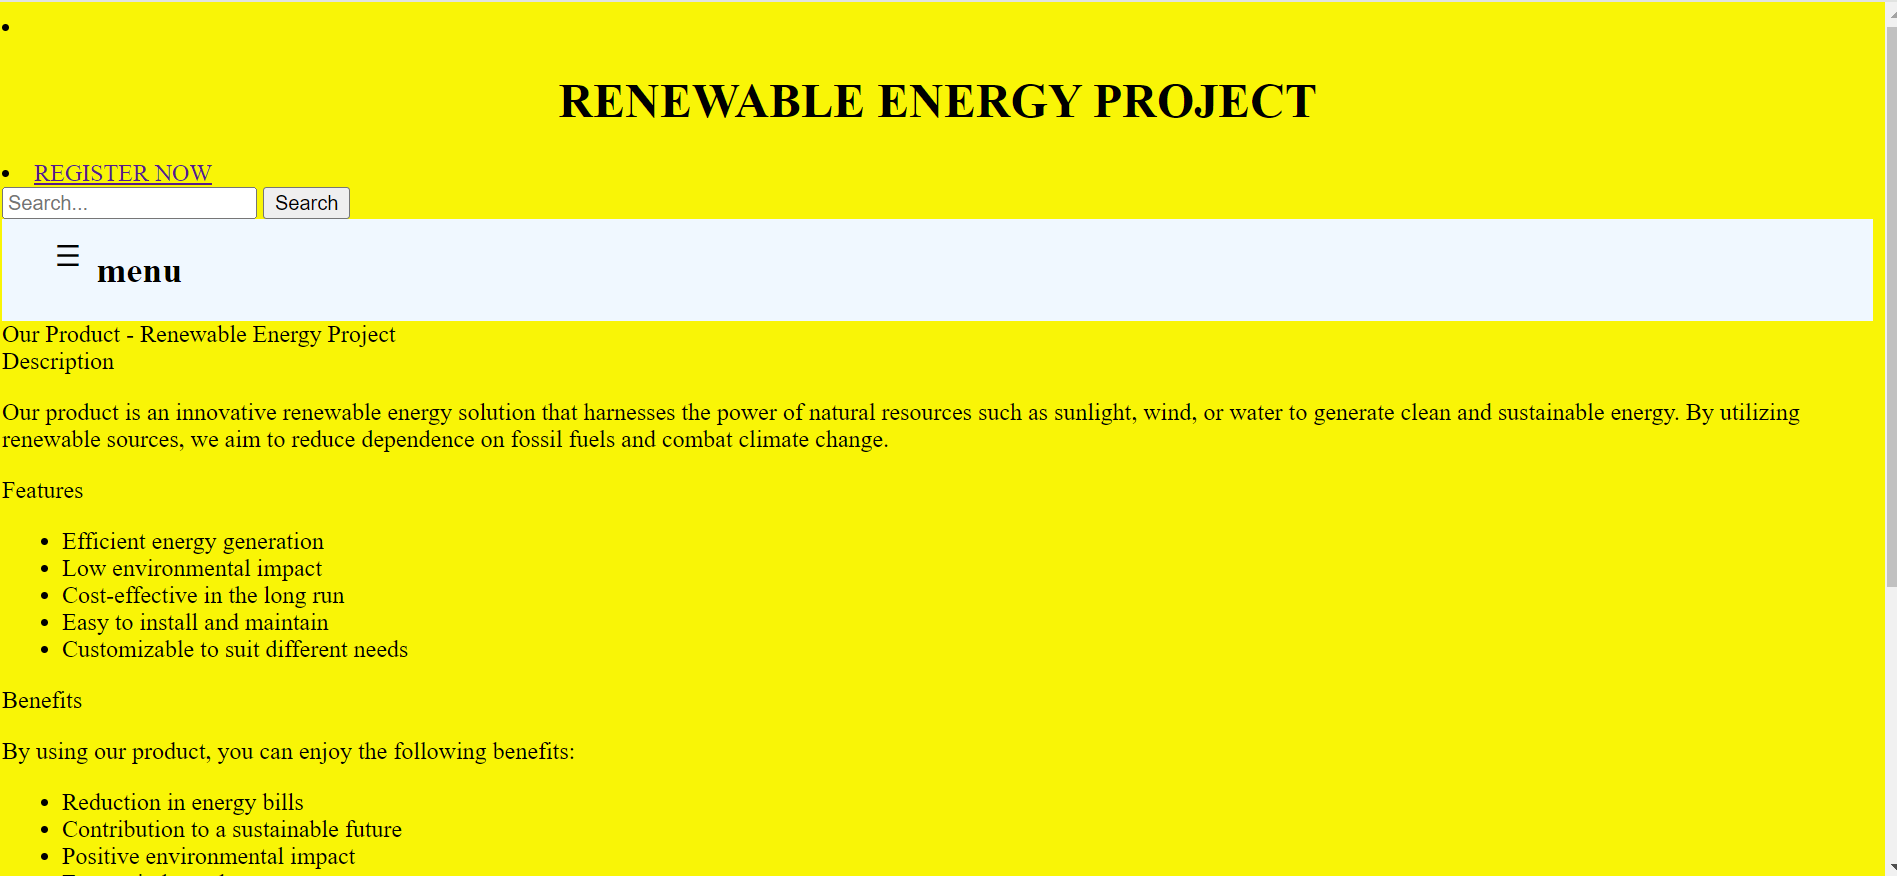 RENEWABLE ENERGY PROJECT
REGISTER NOW
Search... Search
☰ menu
Our Product - Renewable Energy Project
Description
Our product is an innovative renewable energy solution that harnesses the power of natural resources such as sunlight, wind, or water to generate clean and sustainable energy. By utilizing
renewable sources, we aim to reduce dependence on fossil fuels and combat climate change.
Features
• Efficient energy generation
• Low environmental impact
• Cost-effective in the long run
• Easy to install and maintain
• Customizable to suit different needs
Benefits
By using our product, you can enjoy the following benefits:
• Reduction in energy bills
• Contribution to a sustainable future
• Positive environmental impact